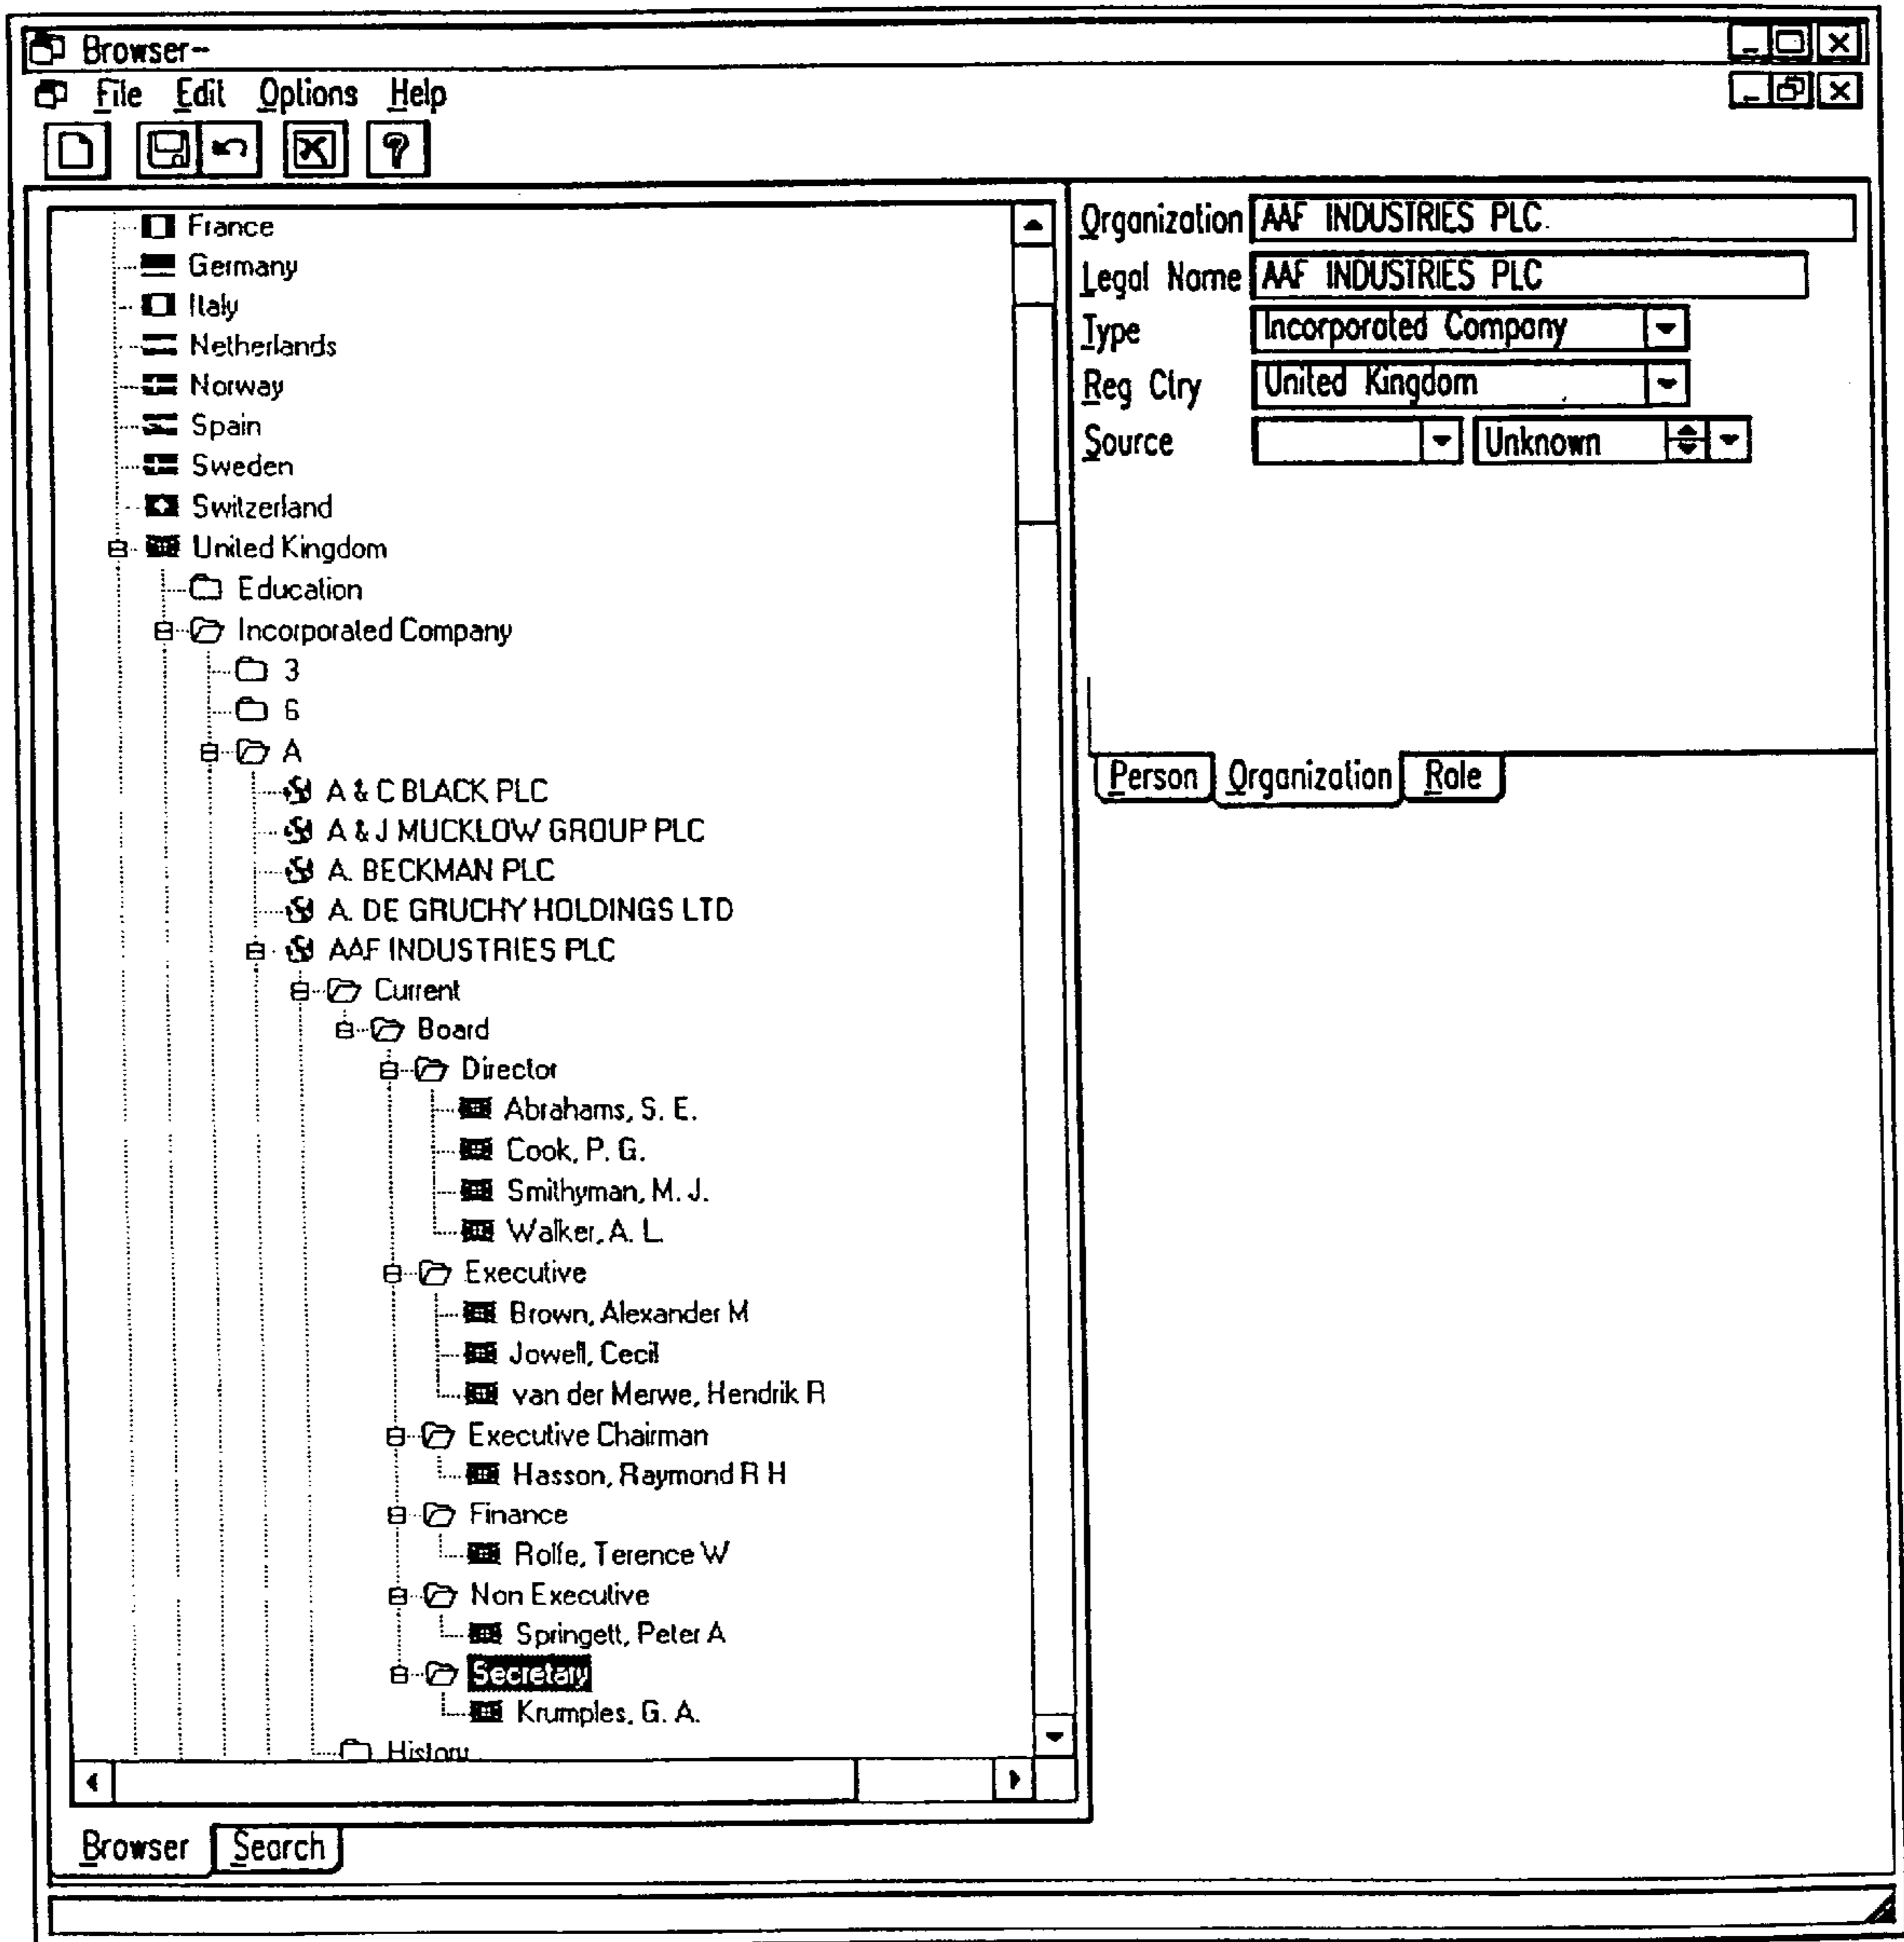 Browser--
File Edit Options Help
France
Germany
Italy
Netherlands
Norway
Spain
Sweden
Switzerland
United Kingdom
Education
Incorporated Company
3
6
A
A & C BLACK PLC
A & J MUCKLOW GROUP PLC
A. BECKMAN PLC
A. DE GRUCHY HOLDINGS LTD
AAF INDUSTRIES PLC
Current
Board
Director
Abrahams, S. E.
Cook, P. G.
Smithyman, M. J.
Walker, A. L.
Executive
Brown, Alexander M
Jowell, Cecil
van der Merwe, Hendrik R
Executive Chairman
Hasson, Raymond R H
Finance
Rolfe, Terence W
Non Executive
Springett, Peter A
Secretary
Krumples, G. A.
History
Browser Search
Organization AAF INDUSTRIES PLC
Legal Name AAF INDUSTRIES PLC
Type Incorporated Company
Reg Ctry United Kingdom
Source Unknown
Person Organization Role